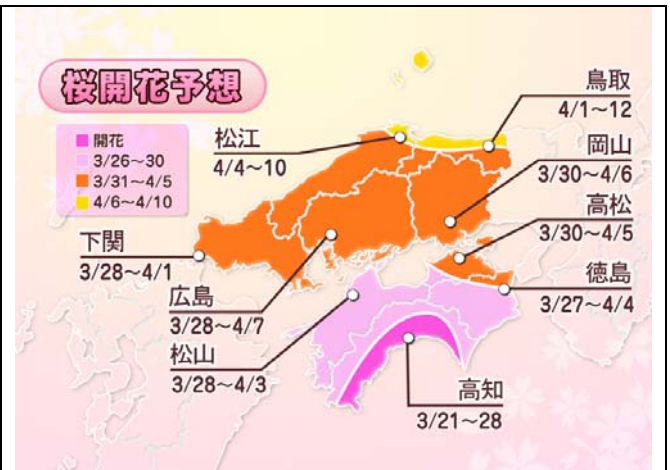 桜開花予想
開花
3/26～30
3/31～4/5
4/6～4/10
松江
4/4～10
鳥取
4/1～12
岡山
3/30～4/6
高松
3/30～4/5
徳島
3/27～4/4
下関
3/28～4/1
広島
3/28～4/7
松山
3/28～4/3
高知
3/21～28